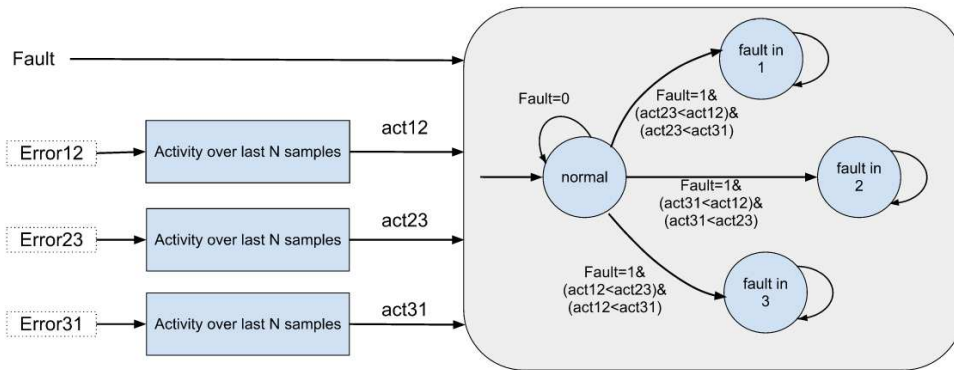 Fault
Error12
Activity over last N samples
act12
Error23
Activity over last N samples
act23
Error31
Activity over last N samples
act31
Fault=0
normal
Fault=1&
(act23<act12)&
(act23<act31)
fault in
1
Fault=1&
(act31<act12)&
(act31<act23)
fault in
2
Fault=1&
(act12<act23)&
(act12<act31)
fault in
3